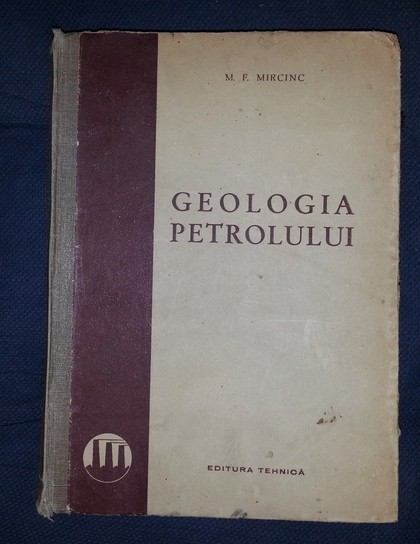 M. F. MIRCINC
GEOLOGIA
PETROLULUI
EDITURA TEHNICĂ